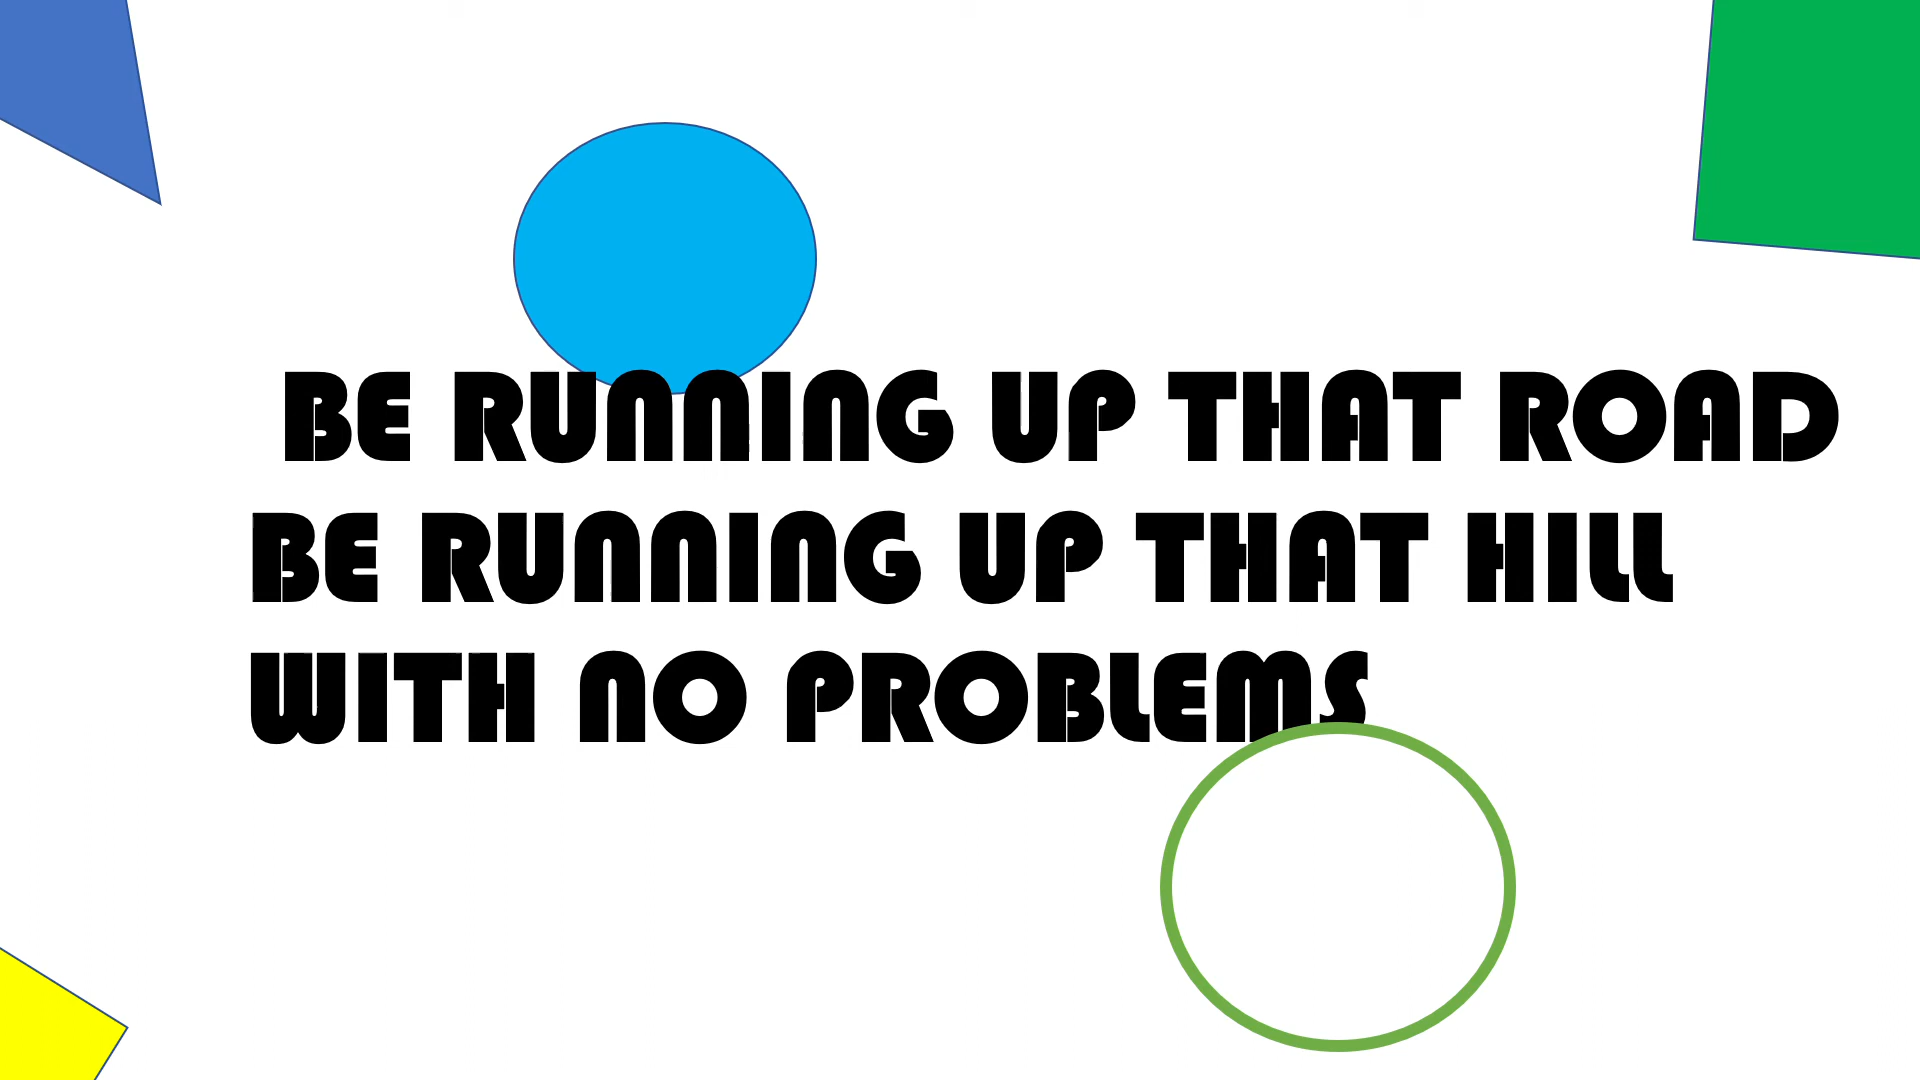 BE RUNNING UP THAT ROAD
BE RUNNING UP THAT HILL
WITH NO PROBLEMS